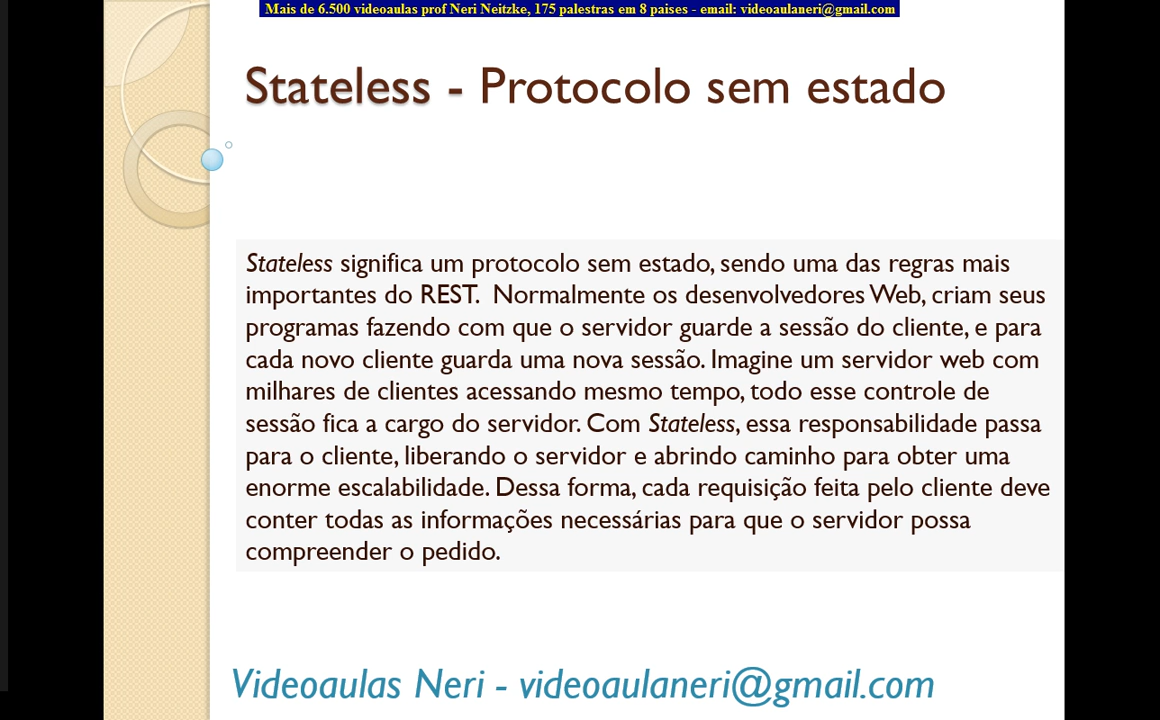 Mais de 6.500 videoaulas prof Neri Neitzke, 175 palestras em 8 paises - email: videoaulaneri@gmail.com
Stateless - Protocolo sem estado
Stateless significa um protocolo sem estado, sendo uma das regras mais
importantes do REST.  Normalmente os desenvolvedores Web, criam seus
programas fazendo com que o servidor guarde a sessão do cliente, e para
cada novo cliente guarda uma nova sessão. Imagine um servidor web com
milhares de clientes acessando mesmo tempo, todo esse controle de
sessão fica a cargo do servidor. Com Stateless, essa responsabilidade passa
para o cliente, liberando o servidor e abrindo caminho para obter uma
enorme escalabilidade. Dessa forma, cada requisição feita pelo cliente deve
conter todas as informações necessárias para que o servidor possa
compreender o pedido.
Videoaulas Neri - videoaulaneri@gmail.com